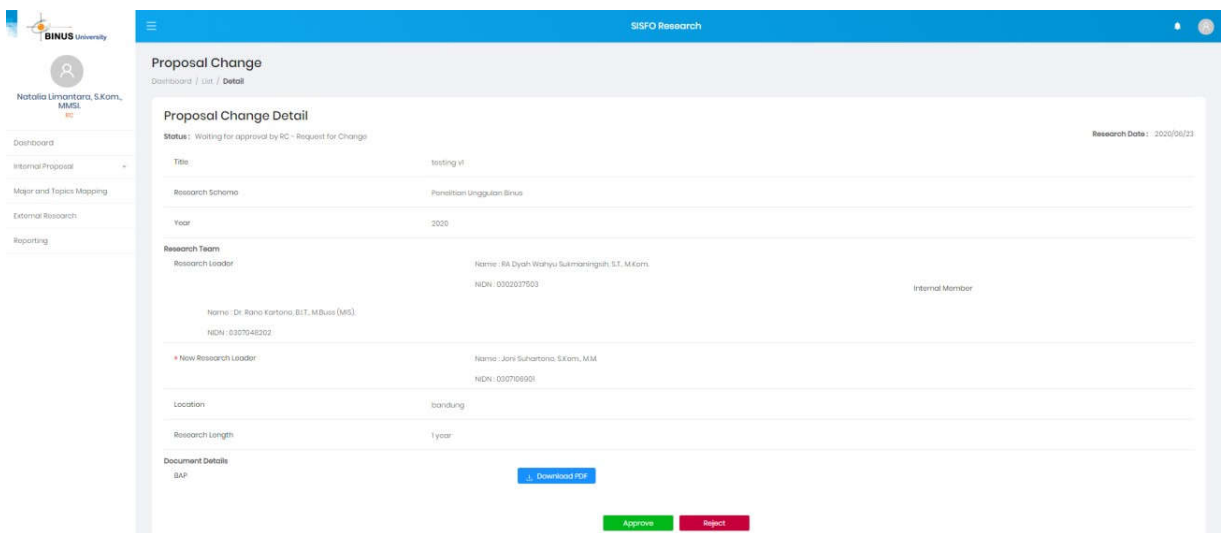 BINUS University
SISFO Research
Natalia Limantara, S.Kom., MMSI.
RC
Dashboard
Internal Proposal
Major and Topics Mapping
External Research
Reporting
Proposal Change
Dashboard / List / Detail
Proposal Change Detail
Status : Waiting for approval by RC - Request for Change
Research Date : 2020/06/23
Title testing v1
Research Scheme Penelitian Unggulan Binus
Year 2020
Research Team
Research Leader Name : RA Dyah Wahyu Sukmaningsih, S.T., M.Kom.
NIDN : 0302037503
Internal Member
Name : Dr. Rano Kartono, B.I.T., M.Buss (MIS).
NIDN : 0307048202
* New Research Leader Name : Joni Suhartono, S.Kom., M.M.
NIDN : 0307106901
Location bandung
Research Length 1 year
Document Details
BAP Download PDF
Approve Reject